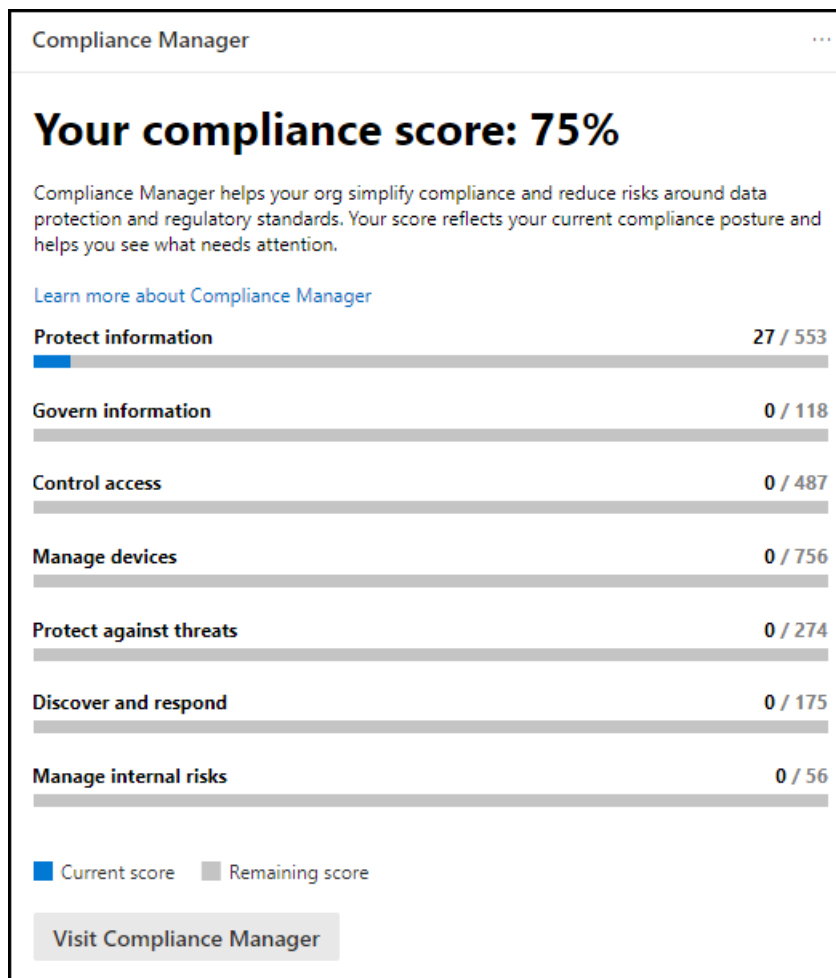 Compliance Manager
...
Your compliance score: 75%
Compliance Manager helps your org simplify compliance and reduce risks around data
protection and regulatory standards. Your score reflects your current compliance posture and
helps you see what needs attention.
Learn more about Compliance Manager
Protect information 27 / 553
Govern information 0 / 118
Control access 0 / 487
Manage devices 0 / 756
Protect against threats 0 / 274
Discover and respond 0 / 175
Manage internal risks 0 / 56
Current score Remaining score
Visit Compliance Manager